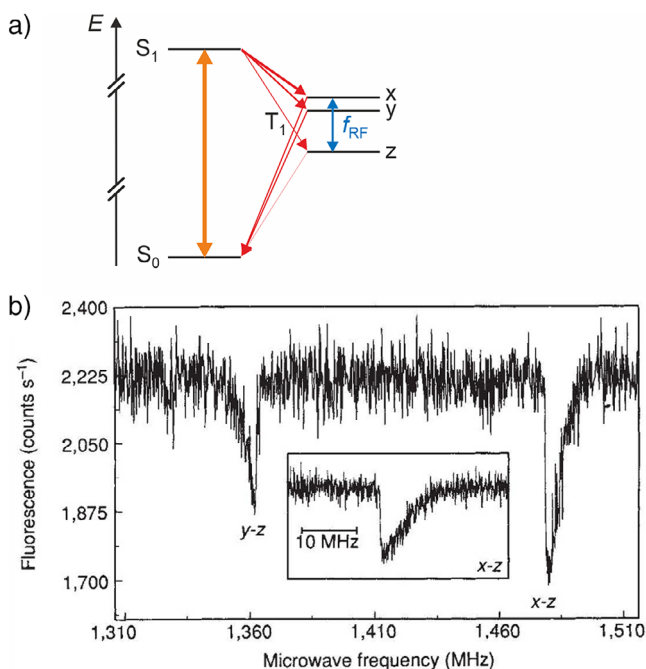 a)
E
S₁
x
y
T₁
f_RF
z
S₀
b)
2,400
2,225
2,050
1,875
1,700
Fluorescence (counts s⁻¹)
y-z
10 MHz
x-z
x-z
1,310
1,360
1,410
1,460
1,510
Microwave frequency (MHz)